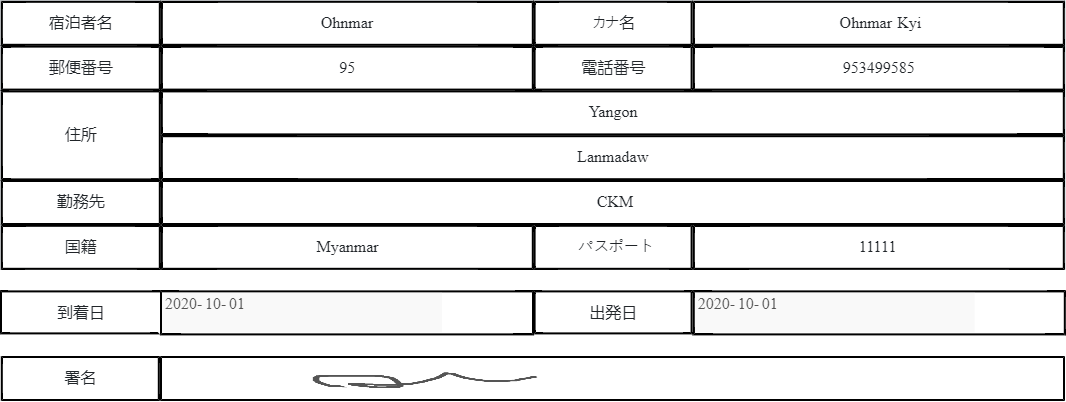 宿泊者名 Ohnmar カナ名 Ohnmar Kyi
郵便番号 95 電話番号 953499585
住所 Yangon
Lanmadaw
勤務先 CKM
国籍 Myanmar パスポート 11111
到着日 2020-10-01 出発日 2020-10-01
署名